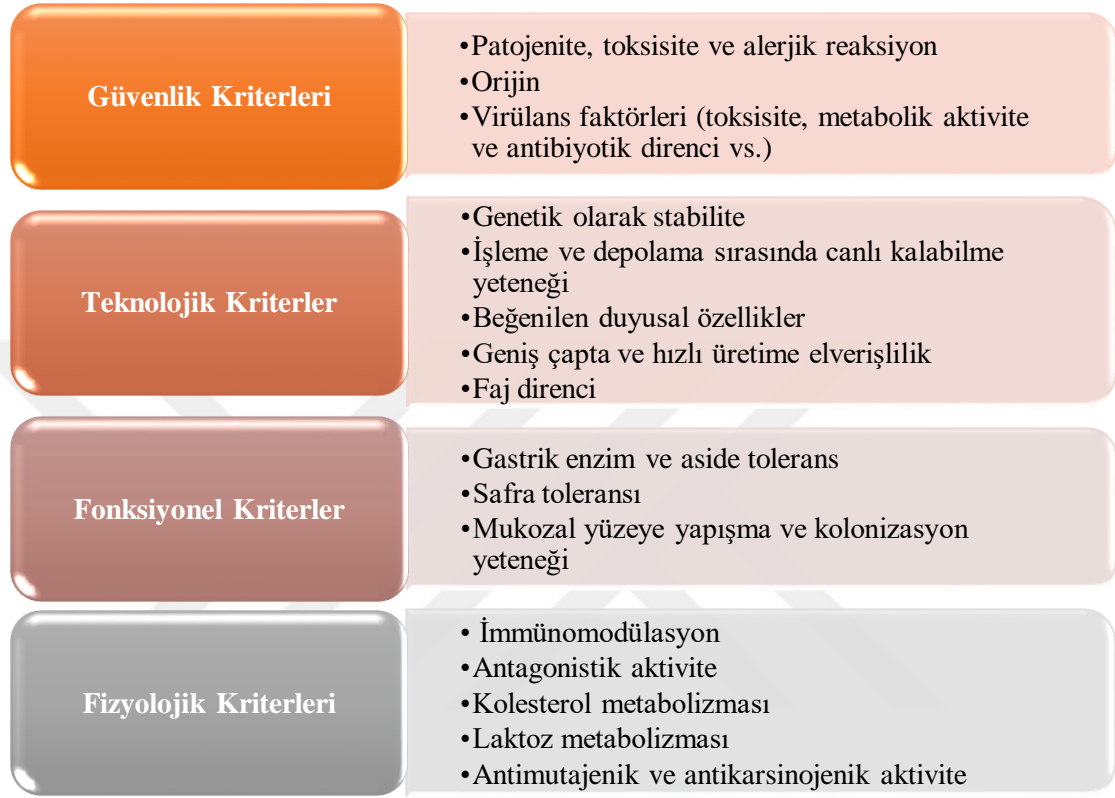 Güvenlik Kriterleri
•Patojenite, toksisite ve alerjik reaksiyon
•Orijin
•Virülans faktörleri (toksisite, metabolik aktivite
ve antibiyotik direnci vs.)
Teknolojik Kriterler
•Genetik olarak stabilite
•İşleme ve depolama sırasında canlı kalabilme
yeteneği
•Beğenilen duyusal özellikler
•Geniş çapta ve hızlı üretime elverişlilik
•Faj direnci
Fonksiyonel Kriterler
•Gastrik enzim ve aside tolerans
•Safra toleransı
•Mukozal yüzeye yapışma ve kolonizasyon
yeteneği
Fizyolojik Kriterleri
• İmmünomodülasyon
•Antagonistik aktivite
•Kolesterol metabolizması
•Laktoz metabolizması
•Antimutajenik ve antikarsinojenik aktivite